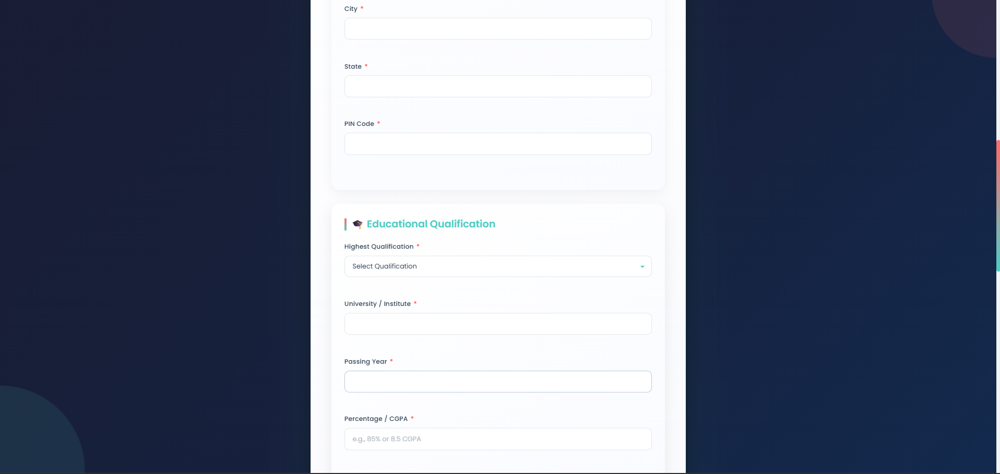 City *
State *
PIN Code *
🎓 Educational Qualification
Highest Qualification *
Select Qualification
University / Institute *
Passing Year *
Percentage / CGPA *
e.g., 85% or 8.5 CGPA